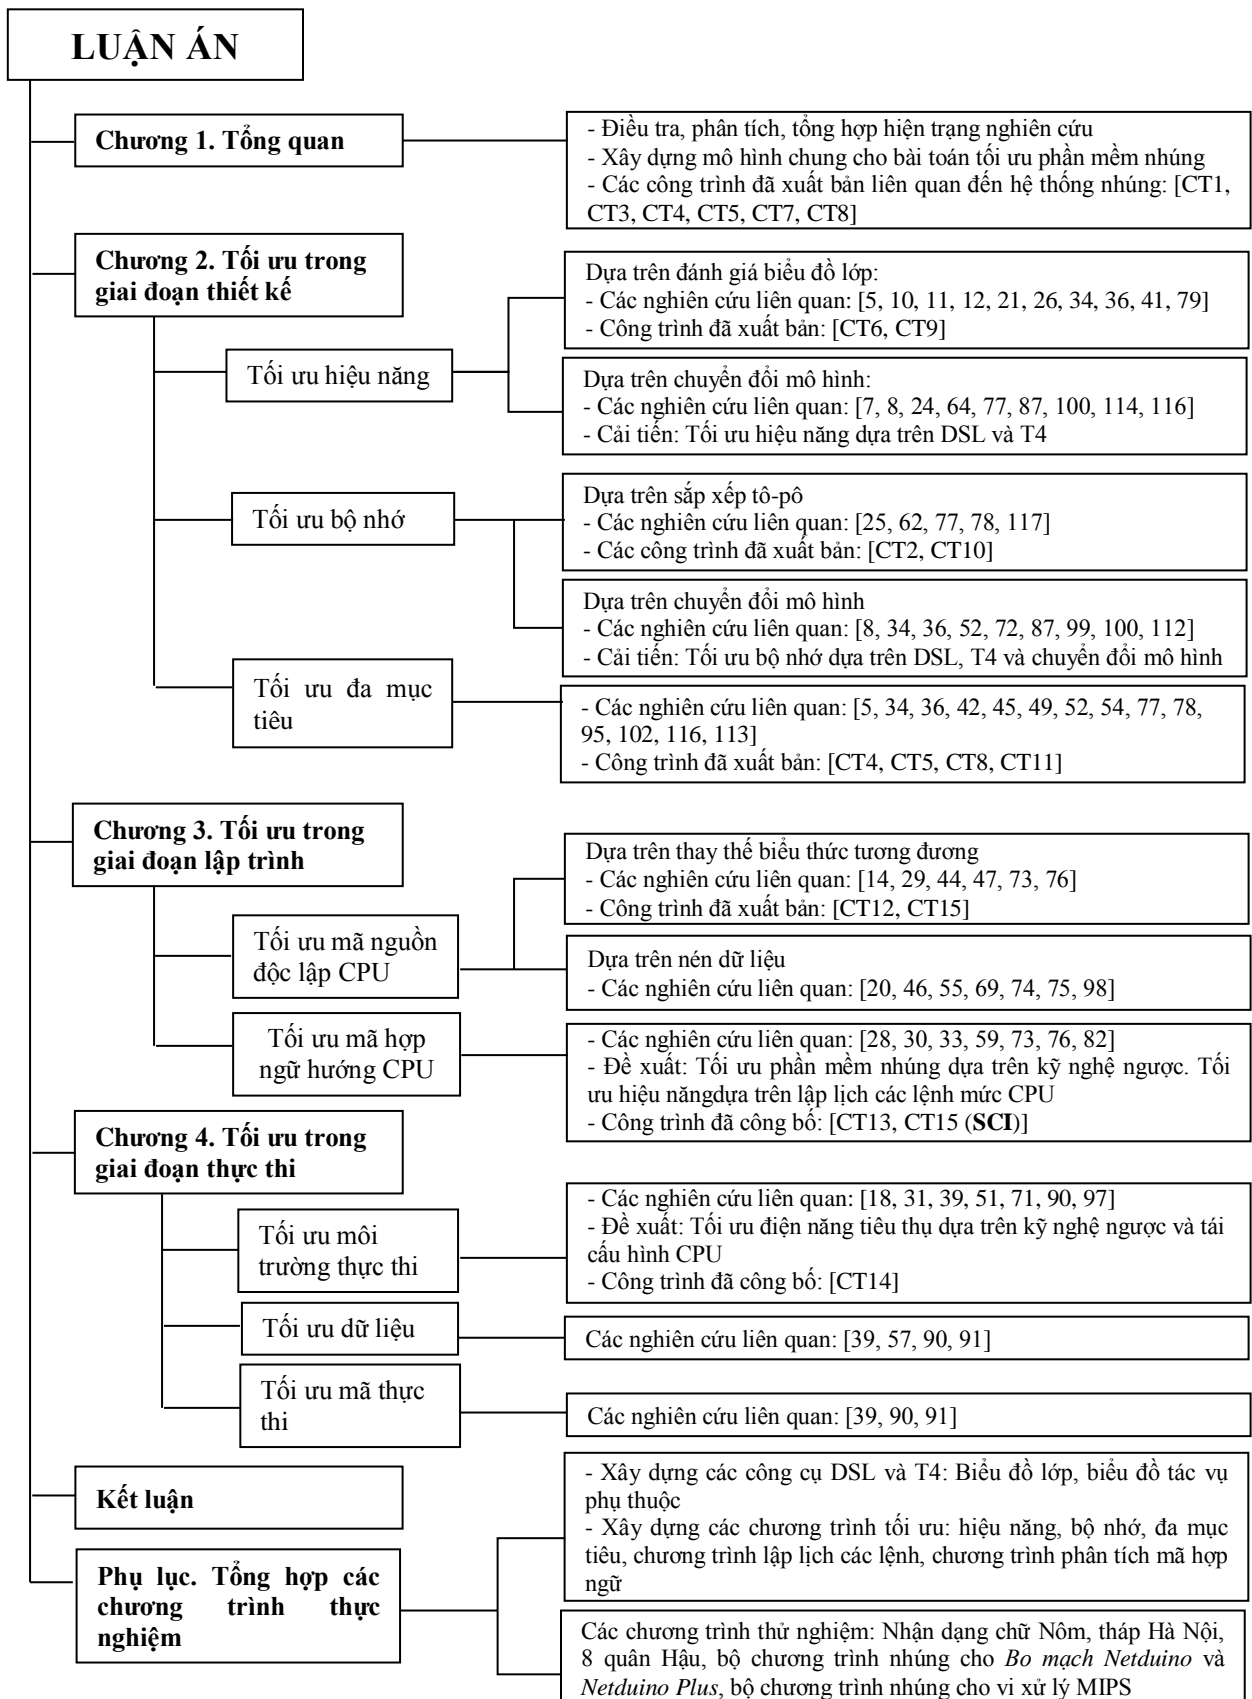 LUẬN ÁN
Chương 1. Tổng quan
- Điều tra, phân tích, tổng hợp hiện trạng nghiên cứu
- Xây dựng mô hình chung cho bài toán tối ưu phần mềm nhúng
- Các công trình đã xuất bản liên quan đến hệ thống nhúng: [CT1,
CT3, CT4, CT5, CT7, CT8]
Chương 2. Tối ưu trong
giai đoạn thiết kế
Tối ưu hiệu năng
Dựa trên đánh giá biểu đồ lớp:
- Các nghiên cứu liên quan: [5, 10, 11, 12, 21, 26, 34, 36, 41, 79]
- Công trình đã xuất bản: [CT6, CT9]
Dựa trên chuyển đổi mô hình:
- Các nghiên cứu liên quan: [7, 8, 24, 64, 77, 87, 100, 114, 116]
- Cải tiến: Tối ưu hiệu năng dựa trên DSL và T4
Tối ưu bộ nhớ
Dựa trên sắp xếp tô-pô
- Các nghiên cứu liên quan: [25, 62, 77, 78, 117]
- Các công trình đã xuất bản: [CT2, CT10]
Dựa trên chuyển đổi mô hình
- Các nghiên cứu liên quan: [8, 34, 36, 52, 72, 87, 99, 100, 112]
- Cải tiến: Tối ưu bộ nhớ dựa trên DSL, T4 và chuyển đổi mô hình
Tối ưu đa mục
tiêu
- Các nghiên cứu liên quan: [5, 34, 36, 42, 45, 49, 52, 54, 77, 78,
95, 102, 116, 113]
- Công trình đã xuất bản: [CT4, CT5, CT8, CT11]
Chương 3. Tối ưu trong
giai đoạn lập trình
Tối ưu mã nguồn
độc lập CPU
Dựa trên thay thế biểu thức tương đương
- Các nghiên cứu liên quan: [14, 29, 44, 47, 73, 76]
- Công trình đã xuất bản: [CT12, CT15]
Dựa trên nén dữ liệu
- Các nghiên cứu liên quan: [20, 46, 55, 69, 74, 75, 98]
Tối ưu mã hợp
ngữ hướng CPU
- Các nghiên cứu liên quan: [28, 30, 33, 59, 73, 76, 82]
- Đề xuất: Tối ưu phần mềm nhúng dựa trên kỹ nghệ ngược. Tối
ưu hiệu năngdựa trên lập lịch các lệnh mức CPU
- Công trình đã công bố: [CT13, CT15 (SCI)]
Chương 4. Tối ưu trong
giai đoạn thực thi
Tối ưu môi
trường thực thi
- Các nghiên cứu liên quan: [18, 31, 39, 51, 71, 90, 97]
- Đề xuất: Tối ưu điện năng tiêu thụ dựa trên kỹ nghệ ngược và tái
cấu hình CPU
- Công trình đã công bố: [CT14]
Tối ưu dữ liệu
Các nghiên cứu liên quan: [39, 57, 90, 91]
Tối ưu mã thực
thi
Các nghiên cứu liên quan: [39, 90, 91]
Kết luận
Phụ lục. Tổng hợp các
chương trình thực
nghiệm
- Xây dựng các công cụ DSL và T4: Biểu đồ lớp, biểu đồ tác vụ
phụ thuộc
- Xây dựng các chương trình tối ưu: hiệu năng, bộ nhớ, đa mục
tiêu, chương trình lập lịch các lệnh, chương trình phân tích mã hợp
ngữ
Các chương trình thử nghiệm: Nhận dạng chữ Nôm, tháp Hà Nội,
8 quân Hậu, bộ chương trình nhúng cho Bo mạch Netduino và
Netduino Plus, bộ chương trình nhúng cho vi xử lý MIPS